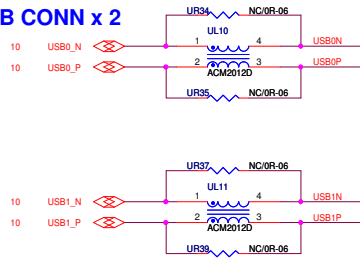 B CONN x 2
UR34 NC/0R-06
UL10
10 USB0_N 1 4 USB0N
10 USB0_P 2 3 USB0P
ACM2012D
UR35 NC/0R-06
UR37 NC/0R-06
UL11
10 USB1_N 1 4 USB1N
10 USB1_P 2 3 USB1P
ACM2012D
UR39 NC/0R-06